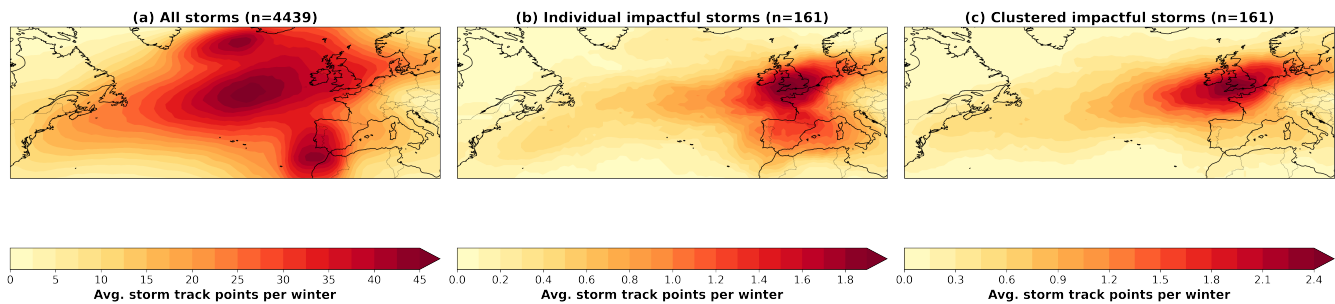 (a) All storms (n=4439)
(b) Individual impactful storms (n=161)
(c) Clustered impactful storms (n=161)
0 5 10 15 20 25 30 35 40 45
Avg. storm track points per winter
0.0 0.2 0.4 0.6 0.8 1.0 1.2 1.4 1.6 1.8
Avg. storm track points per winter
0.0 0.3 0.6 0.9 1.2 1.5 1.8 2.1 2.4
Avg. storm track points per winter